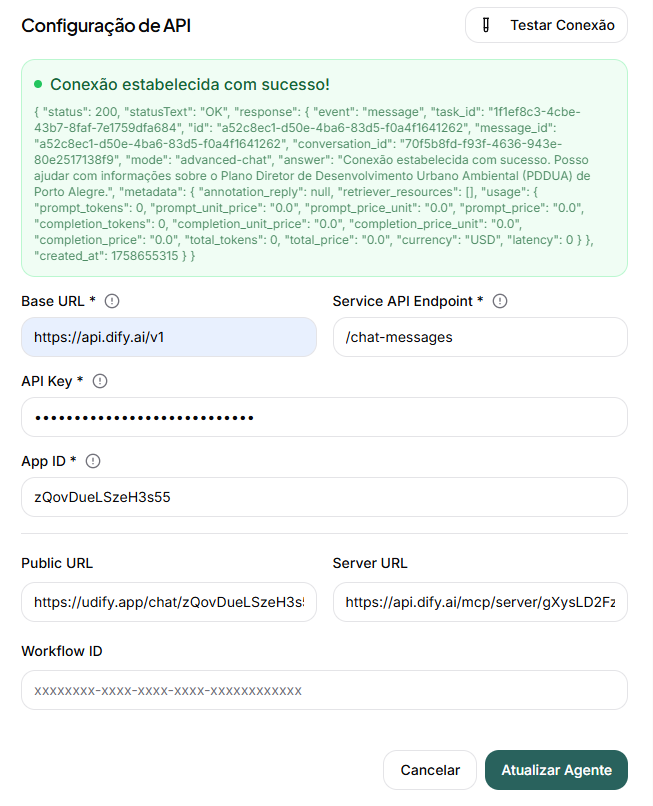 Configuração de API
Testar Conexão
Conexão estabelecida com sucesso!
{ "status": 200, "statusText": "OK", "response": { "event": "message", "task_id": "1f1ef8c3-4cbe-
43b7-8faf-7e1759dfa684", "id": "a52c8ec1-d50e-4ba6-83d5-f0a4f1641262", "message_id":
"a52c8ec1-d50e-4ba6-83d5-f0a4f1641262", "conversation_id": "70f5b8fd-f93f-4636-943e-
80e2517138f9", "mode": "advanced-chat", "answer": "Conexão estabelecida com sucesso. Posso
ajudar com informações sobre o Plano Diretor de Desenvolvimento Urbano Ambiental (PDDUA) de
Porto Alegre.", "metadata": { "annotation_reply": null, "retriever_resources": [], "usage": {
"prompt_tokens": 0, "prompt_unit_price": "0.0", "prompt_price_unit": "0.0", "prompt_price": "0.0",
"completion_tokens": 0, "completion_unit_price": "0.0", "completion_price_unit": "0.0",
"completion_price": "0.0", "total_tokens": 0, "total_price": "0.0", "currency": "USD", "latency": 0 } },
"created_at": 1758655315 } }
Base URL *
Service API Endpoint *
https://api.dify.ai/v1
/chat-messages
API Key *
••••••••••••••••••••••••••••
App ID *
zQovDueLSzeH3s55
Public URL
Server URL
https://udify.app/chat/zQovDueLSzeH3s
https://api.dify.ai/mcp/server/gXysLD2Fz
Workflow ID
xxxxxxxx-xxxx-xxxx-xxxx-xxxxxxxxxxxx
Cancelar
Atualizar Agente